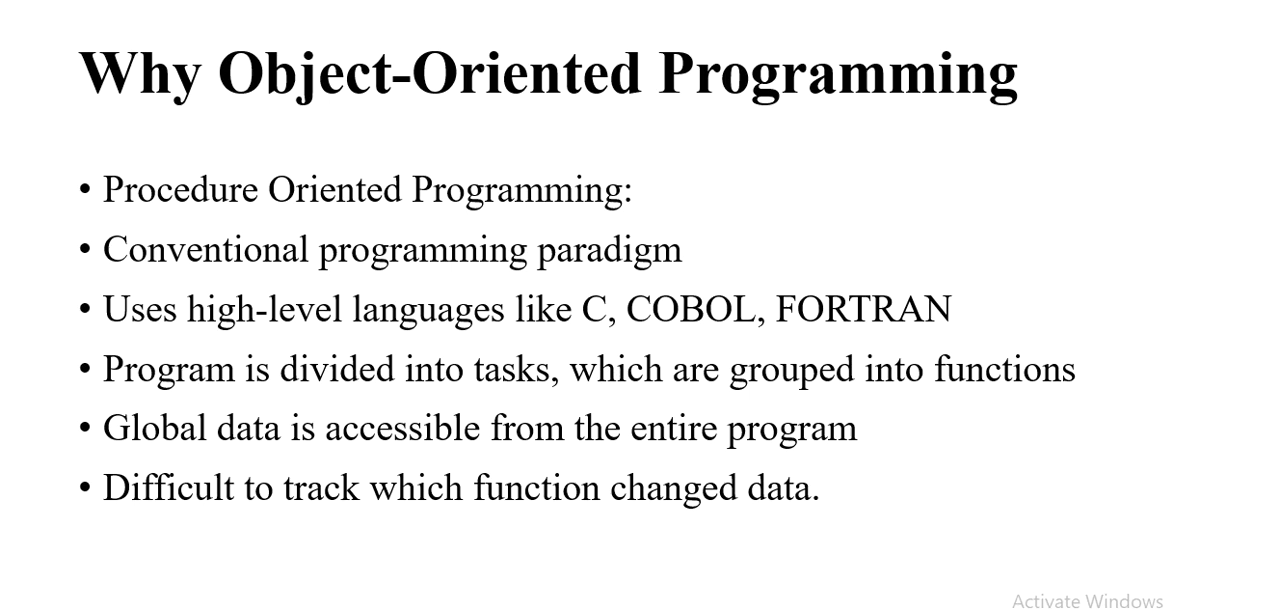 Why Object-Oriented Programming
• Procedure Oriented Programming:
• Conventional programming paradigm
• Uses high-level languages like C, COBOL, FORTRAN
• Program is divided into tasks, which are grouped into functions
• Global data is accessible from the entire program
• Difficult to track which function changed data.
Activate Windows